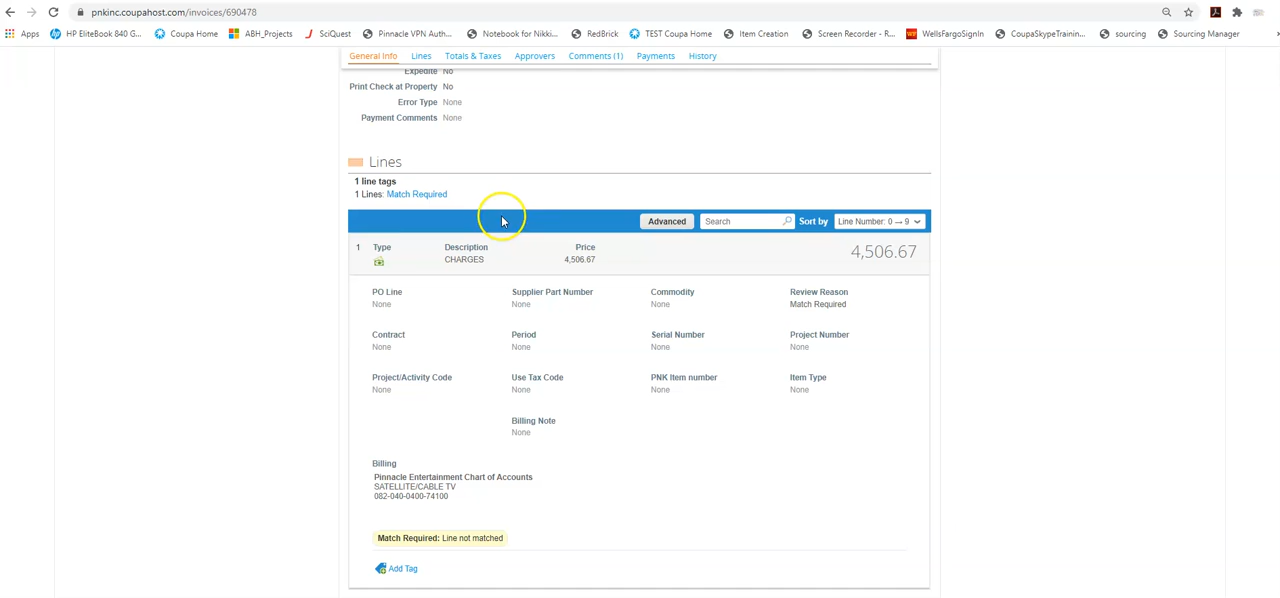 pnkinc.coupahost.com/invoices/690478
Apps HP EliteBook 840 G... Coupa Home ABH_Projects SciQuest Pinnacle VPN Auth... Notebook for Nikki... RedBrick TEST Coupa Home Item Creation Screen Recorder - R... WellsFargoSignIn CoupaSkypeTrainin... sourcing Sourcing Manager
General Info Lines Totals & Taxes Approvers Comments (1) Payments History
Expedite No
Print Check at Property No
Error Type None
Payment Comments None
Lines
1 line tags
1 Lines: Match Required
Advanced Search Sort by Line Number: 0 → 9
1 Type Description Price
CHARGES 4,506.67
4,506.67
PO Line Supplier Part Number Commodity Review Reason
None None None Match Required
Contract Period Serial Number Project Number
None None None None
Project/Activity Code Use Tax Code PNK Item number Item Type
None None None None
Billing Note
None
Billing
Pinnacle Entertainment Chart of Accounts
SATELLITE/CABLE TV
082-040-0400-74100
Match Required: Line not matched
Add Tag